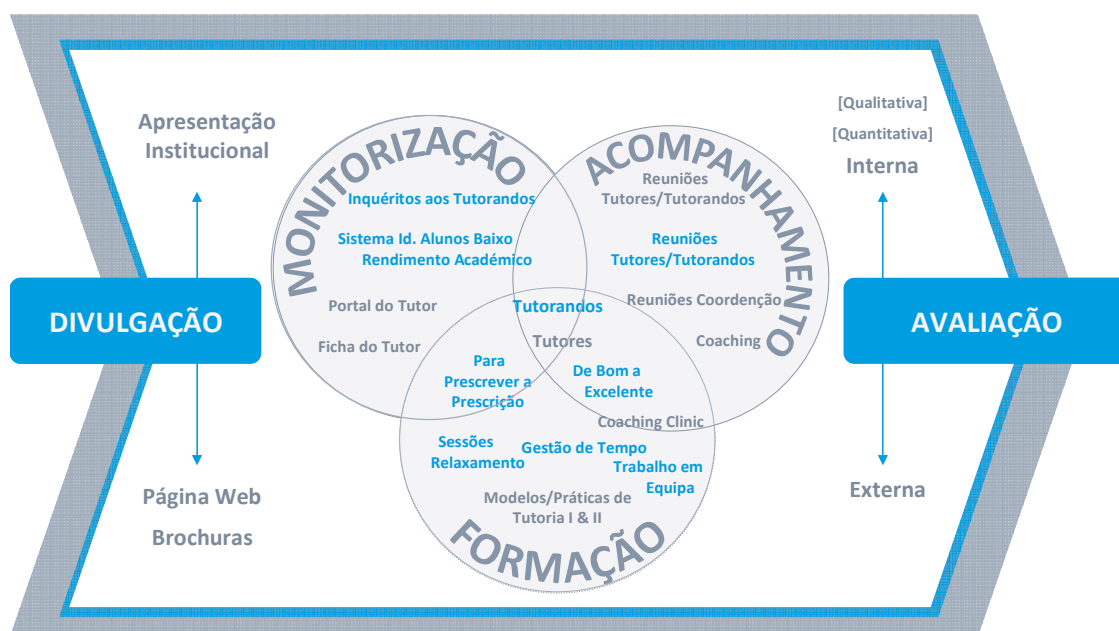 Apresentação
Institucional
DIVULGAÇÃO
Página Web
Brochuras
MONITORIZAÇÃO
Inquéritos aos Tutorandos
Sistema Id. Alunos Baixo
Rendimento Académico
Portal do Tutor
Ficha do Tutor
ACOMPANHAMENTO
Reuniões
Tutores/Tutorandos
Reuniões
Tutores/Tutorandos
Reuniões Coordenção
Coaching
Tutorandos
Tutores
Para
Prescrever a
Prescrição
De Bom a
Excelente
Coaching Clinic
Sessões
Relaxamento
Gestão de Tempo
Trabalho em
Equipa
Modelos/Práticas de
Tutoria I & II
FORMAÇÃO
[Qualitativa]
[Quantitativa]
Interna
AVALIAÇÃO
Externa